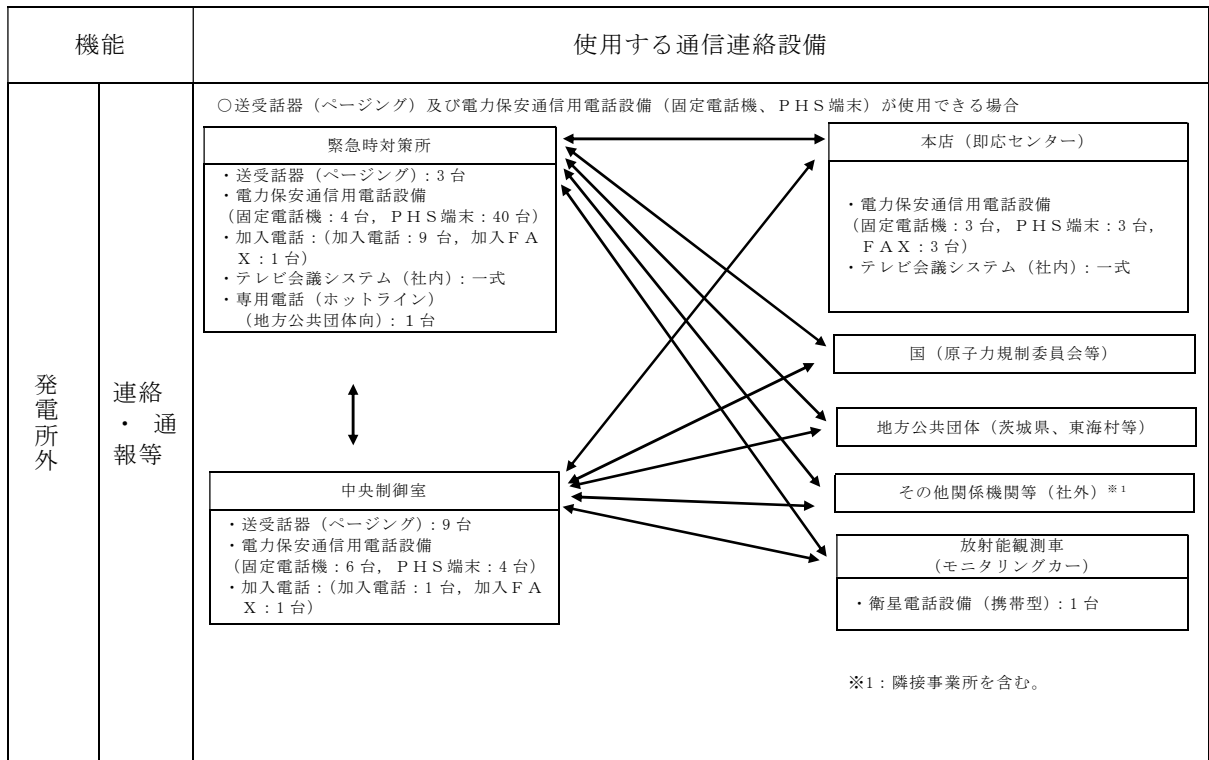 機能
使用する通信連絡設備
発電所外
連絡
・ 通
報等
○送受話器（ページング）及び電力保安通信用電話設備（固定電話機、ＰＨＳ端末）が使用できる場合
緊急時対策所
・送受話器（ページング）：3 台
・電力保安通信用電話設備
（固定電話機：4 台，ＰＨＳ端末：40 台）
・加入電話：（加入電話：9 台，加入ＦＡ
Ｘ：1 台）
・テレビ会議システム（社内）：一式
・専用電話（ホットライン）
（地方公共団体向）：１台
中央制御室
・送受話器（ページング）：9 台
・電力保安通信用電話設備
（固定電話機：6 台，ＰＨＳ端末：4 台）
・加入電話：（加入電話：1 台，加入ＦＡ
Ｘ：1 台）
本店（即応センター）
・電力保安通信用電話設備
（固定電話機：3 台，ＰＨＳ端末：3 台，
ＦＡＸ：3 台）
・テレビ会議システム（社内）：一式
国（原子力規制委員会等）
地方公共団体（茨城県、東海村等）
その他関係機関等（社外）※1
放射能観測車
（モニタリングカー）
・衛星電話設備（携帯型）：1 台
※1：隣接事業所を含む。